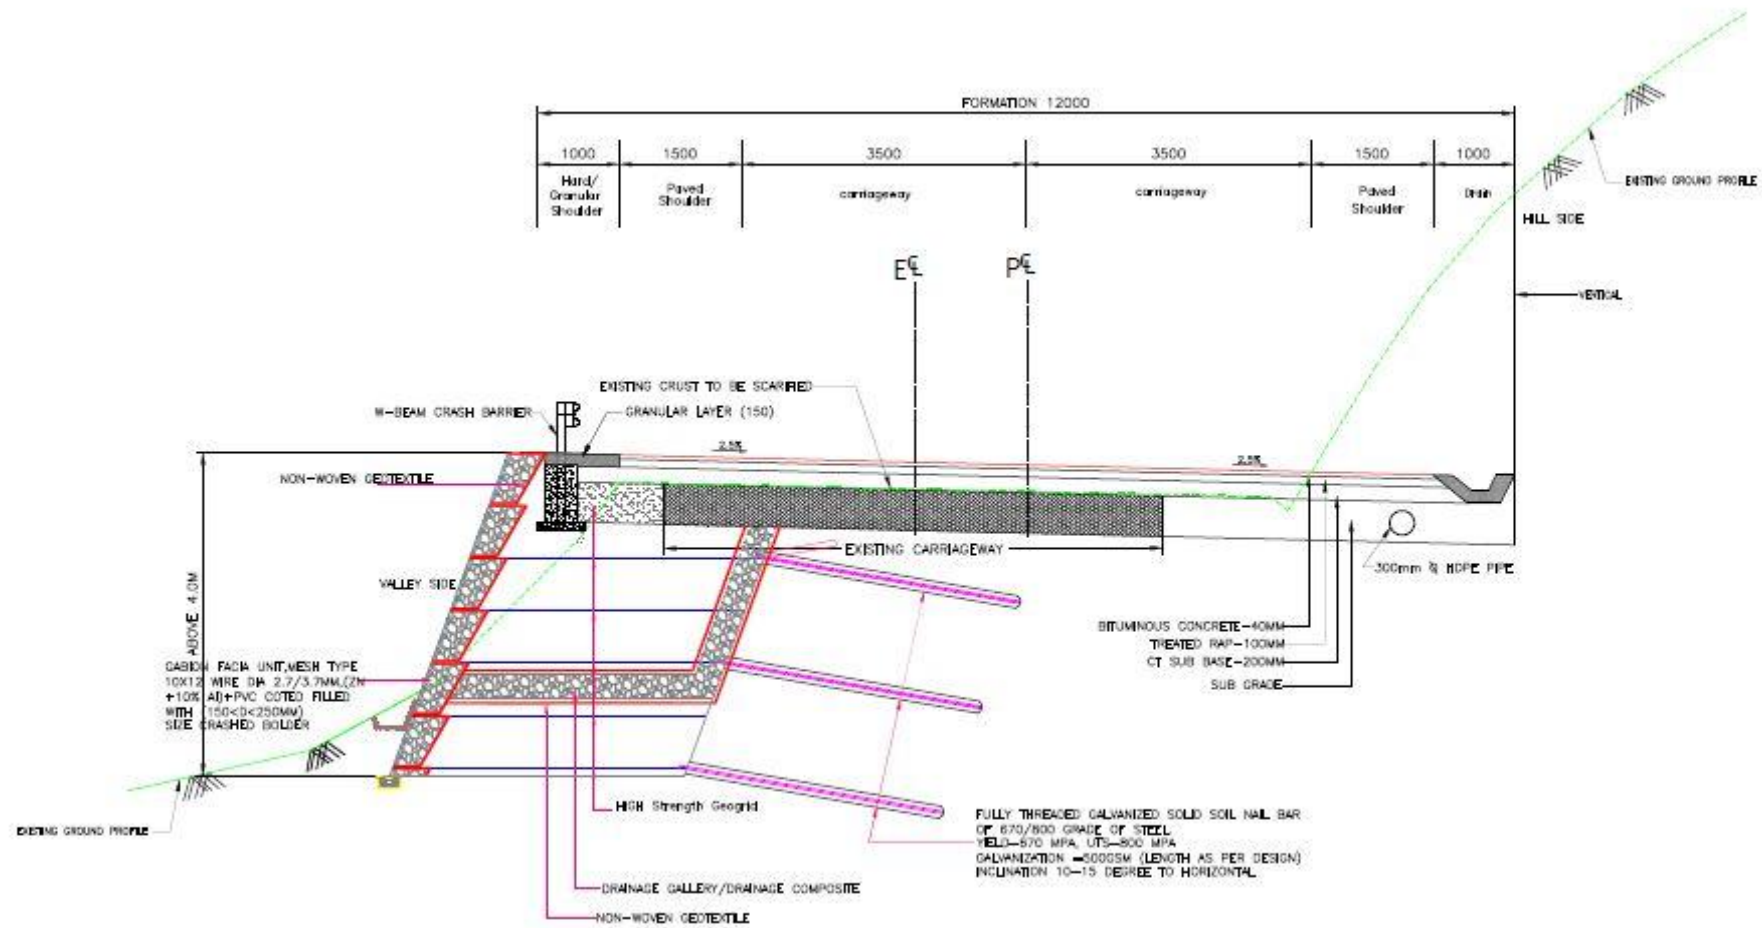 FORMATION 12000
1000
1500
3500
3500
1500
1000
Hard/
Granular
Shoulder
Paved
Shoulder
carriageway
carriageway
Paved
Shoulder
Drain
EXISTING GROUND PROFILE
HILL SIDE
E℄
P℄
VERTICAL
EXISTING CRUST TO BE SCARIFIED
W-BEAM CRASH BARRIER
GRANULAR LAYER (150)
2.5%
2.5%
NON-WOVEN GEOTEXTILE
EXISTING CARRIAGEWAY
300mm
HDPE PIPE
VALLEY SIDE
ABOVE 4.0M
BITUMINOUS CONCRETE-40MM
TREATED RAP-100MM
CT SUB BASE-200MM
SUB GRADE
GABION FACIA UNIT,MESH TYPE
10X12 WIRE DIA 2.7/3.7MM,(ZN
+10% Al)+PVC COTED FILLED
WITH (150<D<250MM)
SIZE CRASHED BOLDER
HIGH Strength Geogrid
EXISTING GROUND PROFILE
FULLY THREADED GALVANIZED SOLID SOIL NAIL BAR
OF 670/800 GRADE OF STEEL
YIELD-670 MPA, UTS-800 MPA
GALVANIZATION =500GSM (LENGTH AS PER DESIGN)
INCLINATION 10-15 DEGREE TO HORIZONTAL
DRAINAGE GALLERY/DRAINAGE COMPOSITE
NON-WOVEN GEOTEXTILE